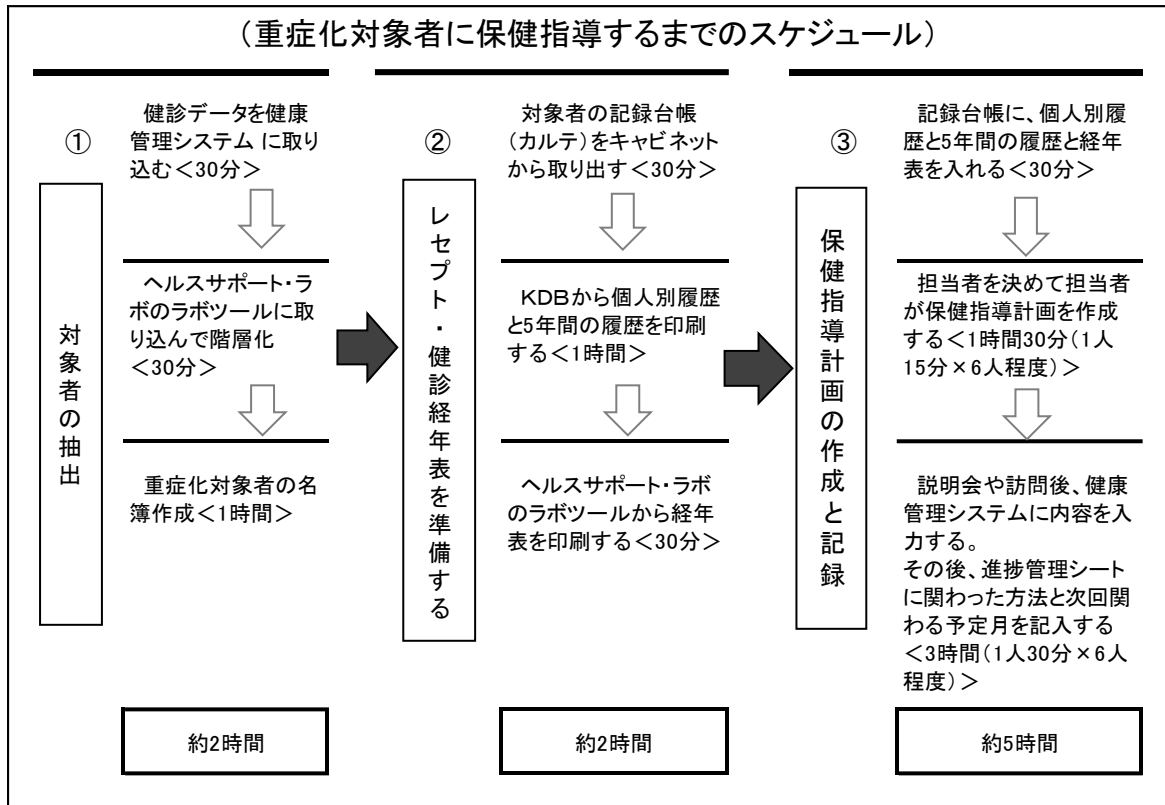 (重症化対象者に保健指導するまでのスケジュール)
①
対象者の抽出
健診データを健康
管理システム に取り
込む<30分>
ヘルスサポート・ラ
ボのラボツールに取
り込んで階層化
<30分>
重症化対象者の名
簿作成<1時間>
約2時間
②
レセプト・健診経年表を準備する
対象者の記録台帳
(カルテ)をキャビネット
から取り出す<30分>
KDBから個人別履歴
と5年間の履歴を印刷
する<1時間>
ヘルスサポート・ラボ
のラボツールから経年
表を印刷する<30分>
約2時間
③
保健指導計画の作成と記録
記録台帳に、個人別履
歴と5年間の履歴と経年
表を入れる<30分>
担当者を決めて担当者
が保健指導計画を作成
する<1時間30分(1人
15分×6人程度)>
説明会や訪問後、健康
管理システムに内容を入
力する。
その後、進捗管理シート
に関わった方法と次回関
わる予定月を記入する
<3時間(1人30分×6人
程度)>
約5時間